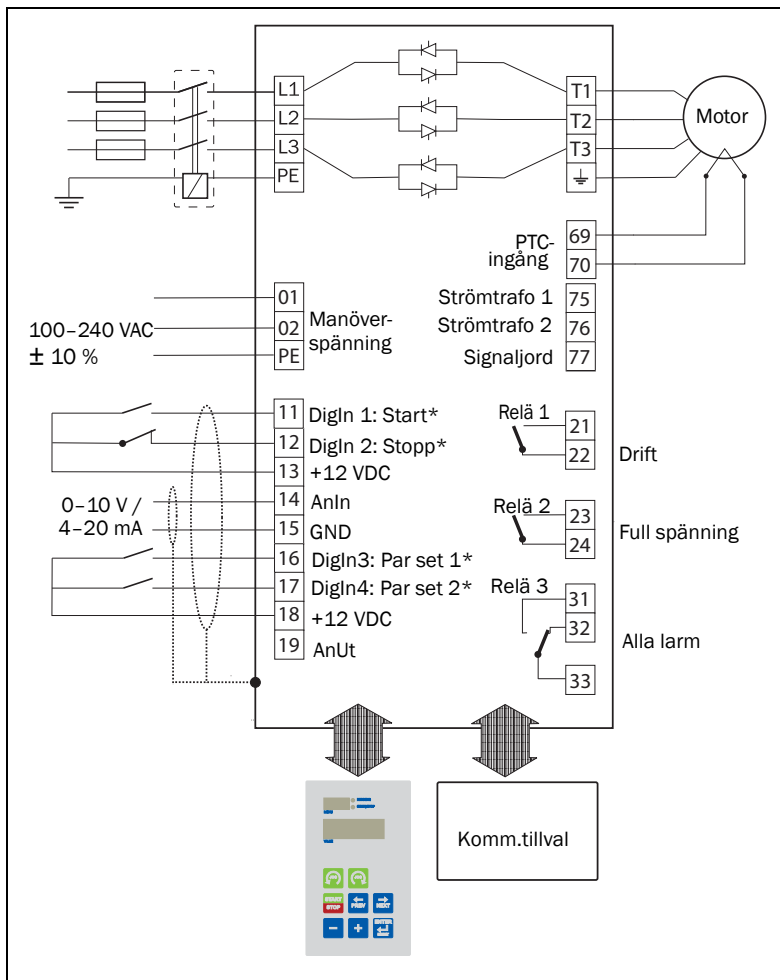 L1
L2
L3
PE
T1
T2
T3
Motor
PTC-
ingång
69
70
Strömtrafo 1
75
Strömtrafo 2
76
Signaljord
77
100–240 VAC
± 10 %
01
02
PE
Manöver-
spänning
11 DigIn 1: Start*
12 DigIn 2: Stopp*
13 +12 VDC
0–10 V /
4–20 mA
14 AnIn
15 GND
16 DigIn3: Par set 1*
17 DigIn4: Par set 2*
18 +12 VDC
19 AnUt
Relä 1
21
22
Drift
Relä 2
23
24
Full spänning
Relä 3
31
32
33
Alla larm
START
STOP
PREV
NEXT
ENTER
− +
Komm.tillval